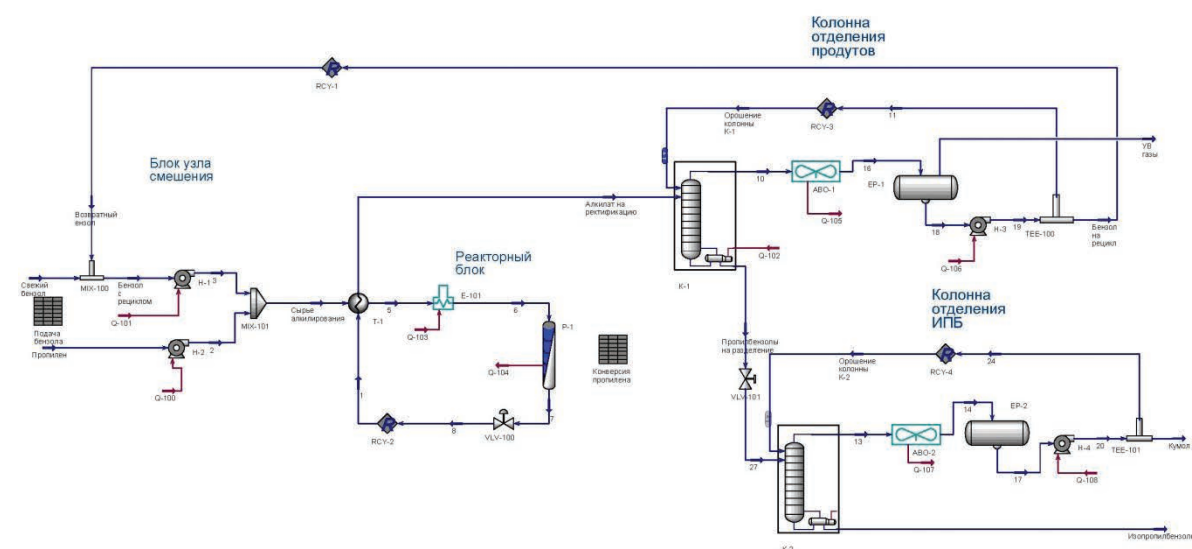 Колонна
отделения
продутов
RCY-1
Орошение
колонны
К-1
RCY-3
11
УВ
газы
Блок узла
смешения
10
АВО-1
16
ЕР-1
Q-105
Алкилат на
ректификацию
Возвратный
ензол
18
Н-3
19
TEE-100
Бензол
на
рецикл
Q-102
Q-106
К-1
Реакторный
блок
Свежий
бензол
MIX-100
Бензол
с
рециклом
Н-1
3
Q-101
MIX-101
Сырье
алкилирования
Т-1
5
Е-101
6
Q-103
Р-1
Подача
бензола
Пропилен
Н-2
2
Q-100
Q-104
Конверсия
пропилена
1
RCY-2
8
VLV-100
7
Колонна
отделения
ИПБ
Пропилбензолы
на разделение
VLV-101
Орошение
колонны
К-2
RCY-4
24
13
АВО-2
14
ЕР-2
Q-107
17
Н-4
20
TEE-101
Кумол
Q-108
27
Изопропилбензолы